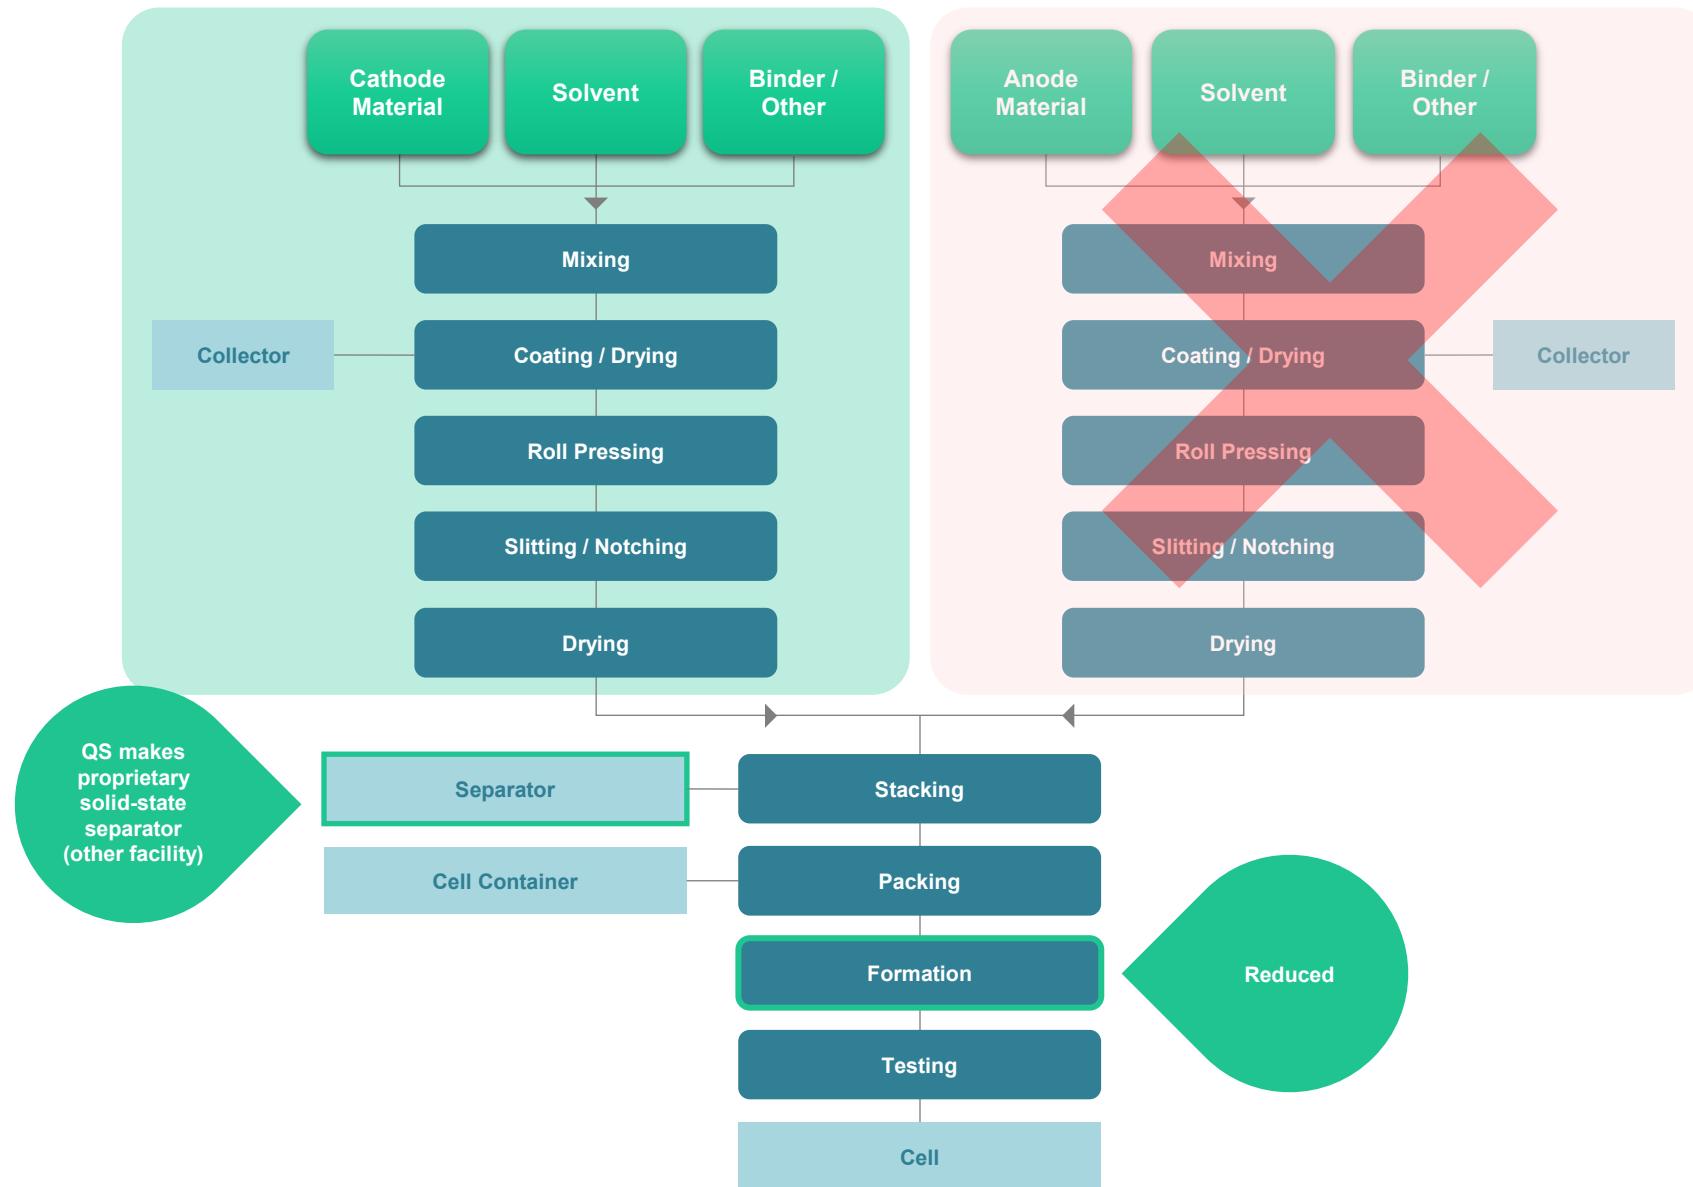 Cathode
Material
Solvent
Binder /
Other
Mixing
Collector
Coating / Drying
Roll Pressing
Slitting / Notching
Drying
Anode
Material
Solvent
Binder /
Other
Mixing
Coating / Drying
Collector
Roll Pressing
Slitting / Notching
Drying
QS makes
proprietary
solid-state
separator
(other facility)
Separator
Stacking
Cell Container
Packing
Formation
Reduced
Testing
Cell